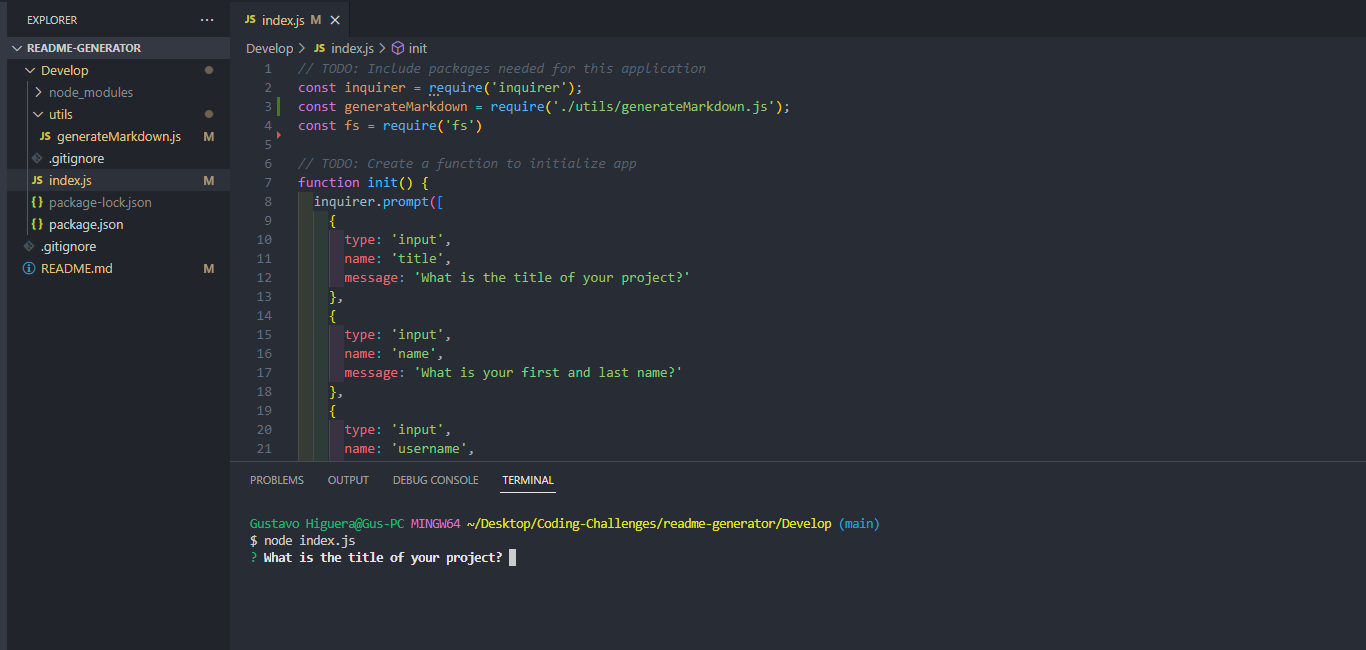 EXPLORER
README-GENERATOR
Develop
node_modules
utils
JS generateMarkdown.js M
.gitignore
JS index.js M
{} package-lock.json
{} package.json
.gitignore
README.md M
JS index.js M
Develop > JS index.js > init
1 // TODO: Include packages needed for this application
2 const inquirer = require('inquirer');
3 const generateMarkdown = require('./utils/generateMarkdown.js');
4 const fs = require('fs')
5
6 // TODO: Create a function to initialize app
7 function init() {
8 inquirer.prompt([
9 {
10 type: 'input',
11 name: 'title',
12 message: 'What is the title of your project?'
13 },
14 {
15 type: 'input',
16 name: 'name',
17 message: 'What is your first and last name?'
18 },
19 {
20 type: 'input',
21 name: 'username',
PROBLEMS OUTPUT DEBUG CONSOLE TERMINAL
Gustavo Higuera@Gus-PC MINGW64 ~/Desktop/Coding-Challenges/readme-generator/Develop (main)
$ node index.js
? What is the title of your project?